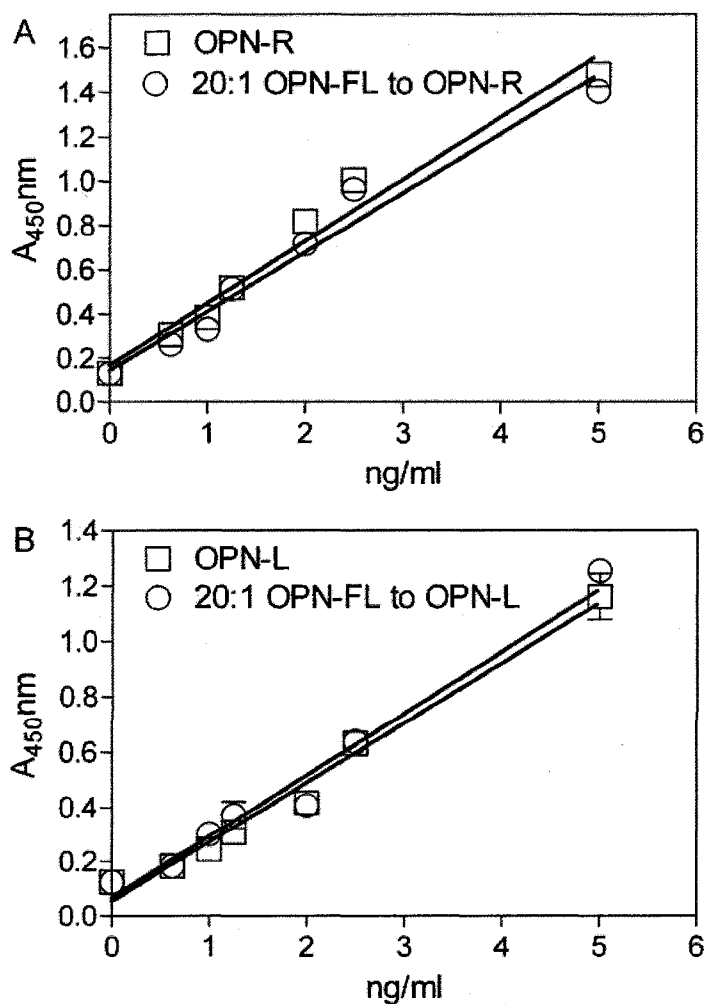 A
OPN-R
20:1 OPN-FL to OPN-R
1.6
1.4
1.2
1.0
0.8
0.6
0.4
0.2
0.0
A450nm
0 1 2 3 4 5 6
ng/ml
B
OPN-L
20:1 OPN-FL to OPN-L
1.4
1.2
1.0
0.8
0.6
0.4
0.2
0.0
A450nm
0 1 2 3 4 5 6
ng/ml